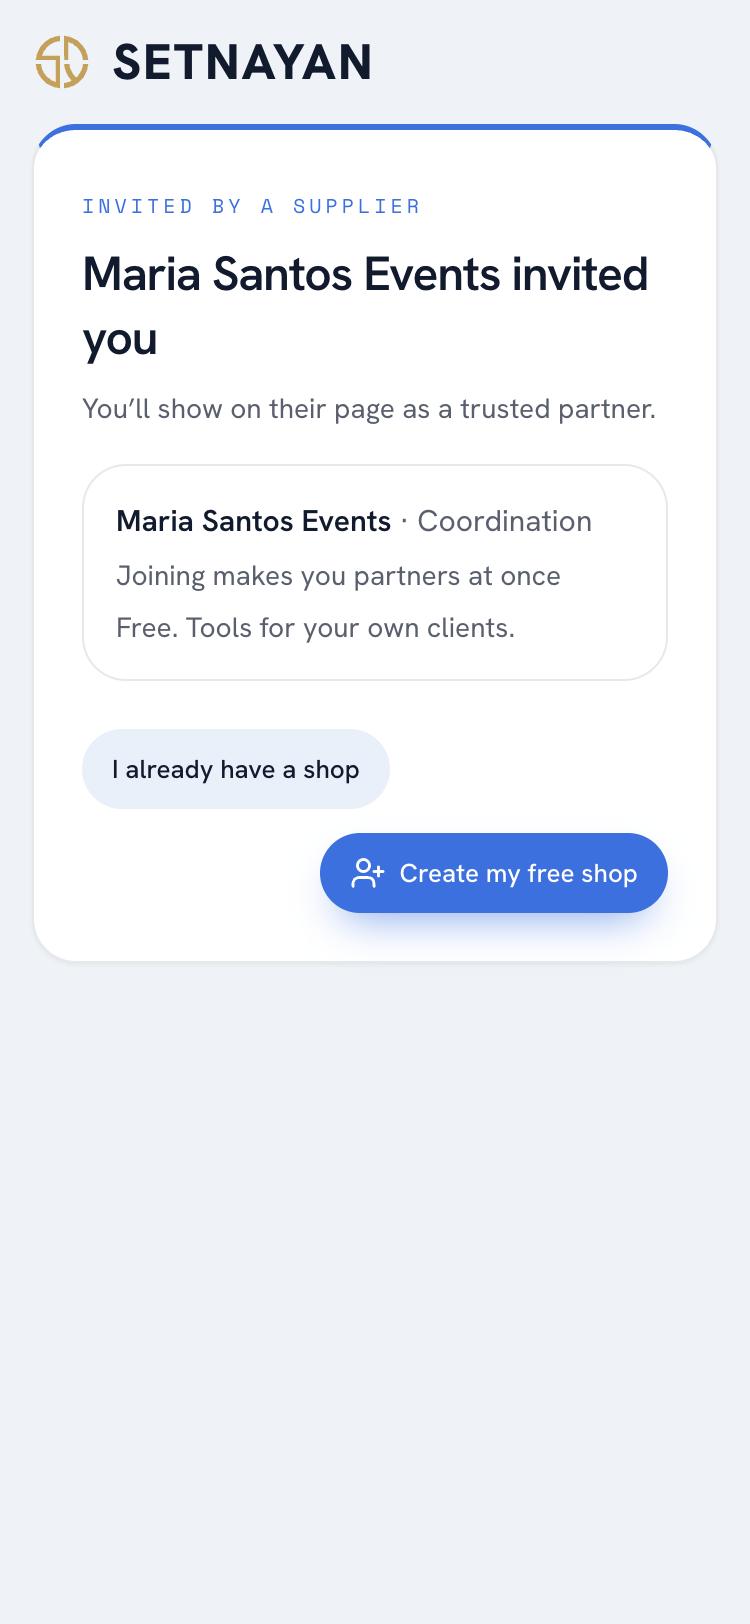 SETNAYAN
INVITED BY A SUPPLIER
Maria Santos Events invited
you
You’ll show on their page as a trusted partner.
Maria Santos Events · Coordination
Joining makes you partners at once
Free. Tools for your own clients.
I already have a shop
Create my free shop